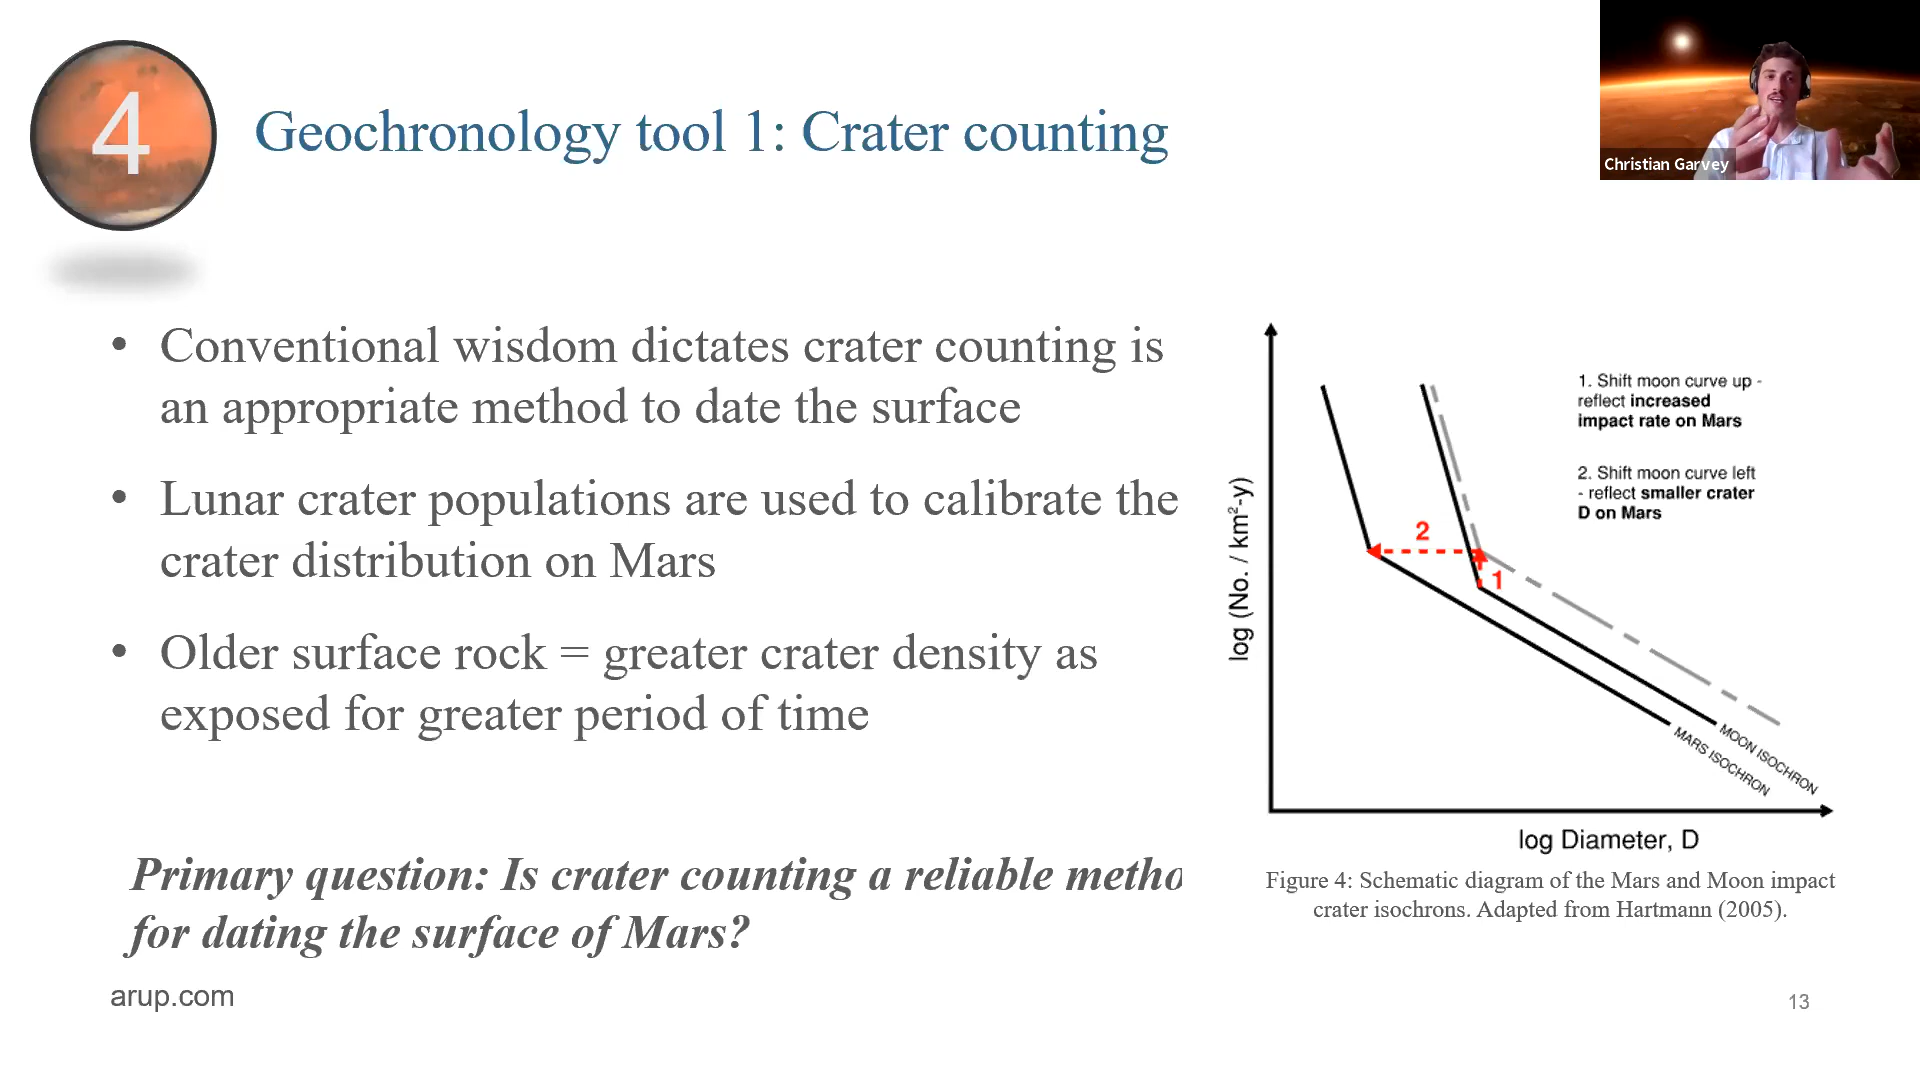 4
Geochronology tool 1: Crater counting
Christian Garvey
• Conventional wisdom dictates crater counting is
an appropriate method to date the surface
• Lunar crater populations are used to calibrate the
crater distribution on Mars
• Older surface rock = greater crater density as
exposed for greater period of time
Primary question: Is crater counting a reliable metho
for dating the surface of Mars?
1. Shift moon curve up -
reflect increased
impact rate on Mars
2. Shift moon curve left
- reflect smaller crater
D on Mars
2
1
log (No. / km²-y)
MOON ISOCHRON
MARS ISOCHRON
log Diameter, D
Figure 4: Schematic diagram of the Mars and Moon impact
crater isochrons. Adapted from Hartmann (2005).
arup.com
13